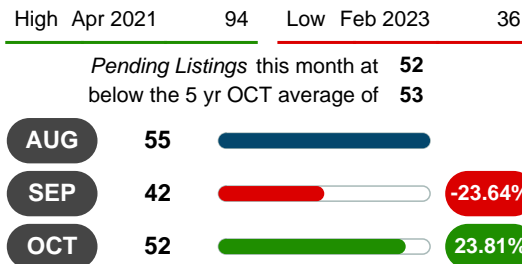 High Apr 2021 94 Low Feb 2023 36
Pending Listings this month at 52
below the 5 yr OCT average of 53
AUG 55
SEP 42 -23.64%
OCT 52 23.81%